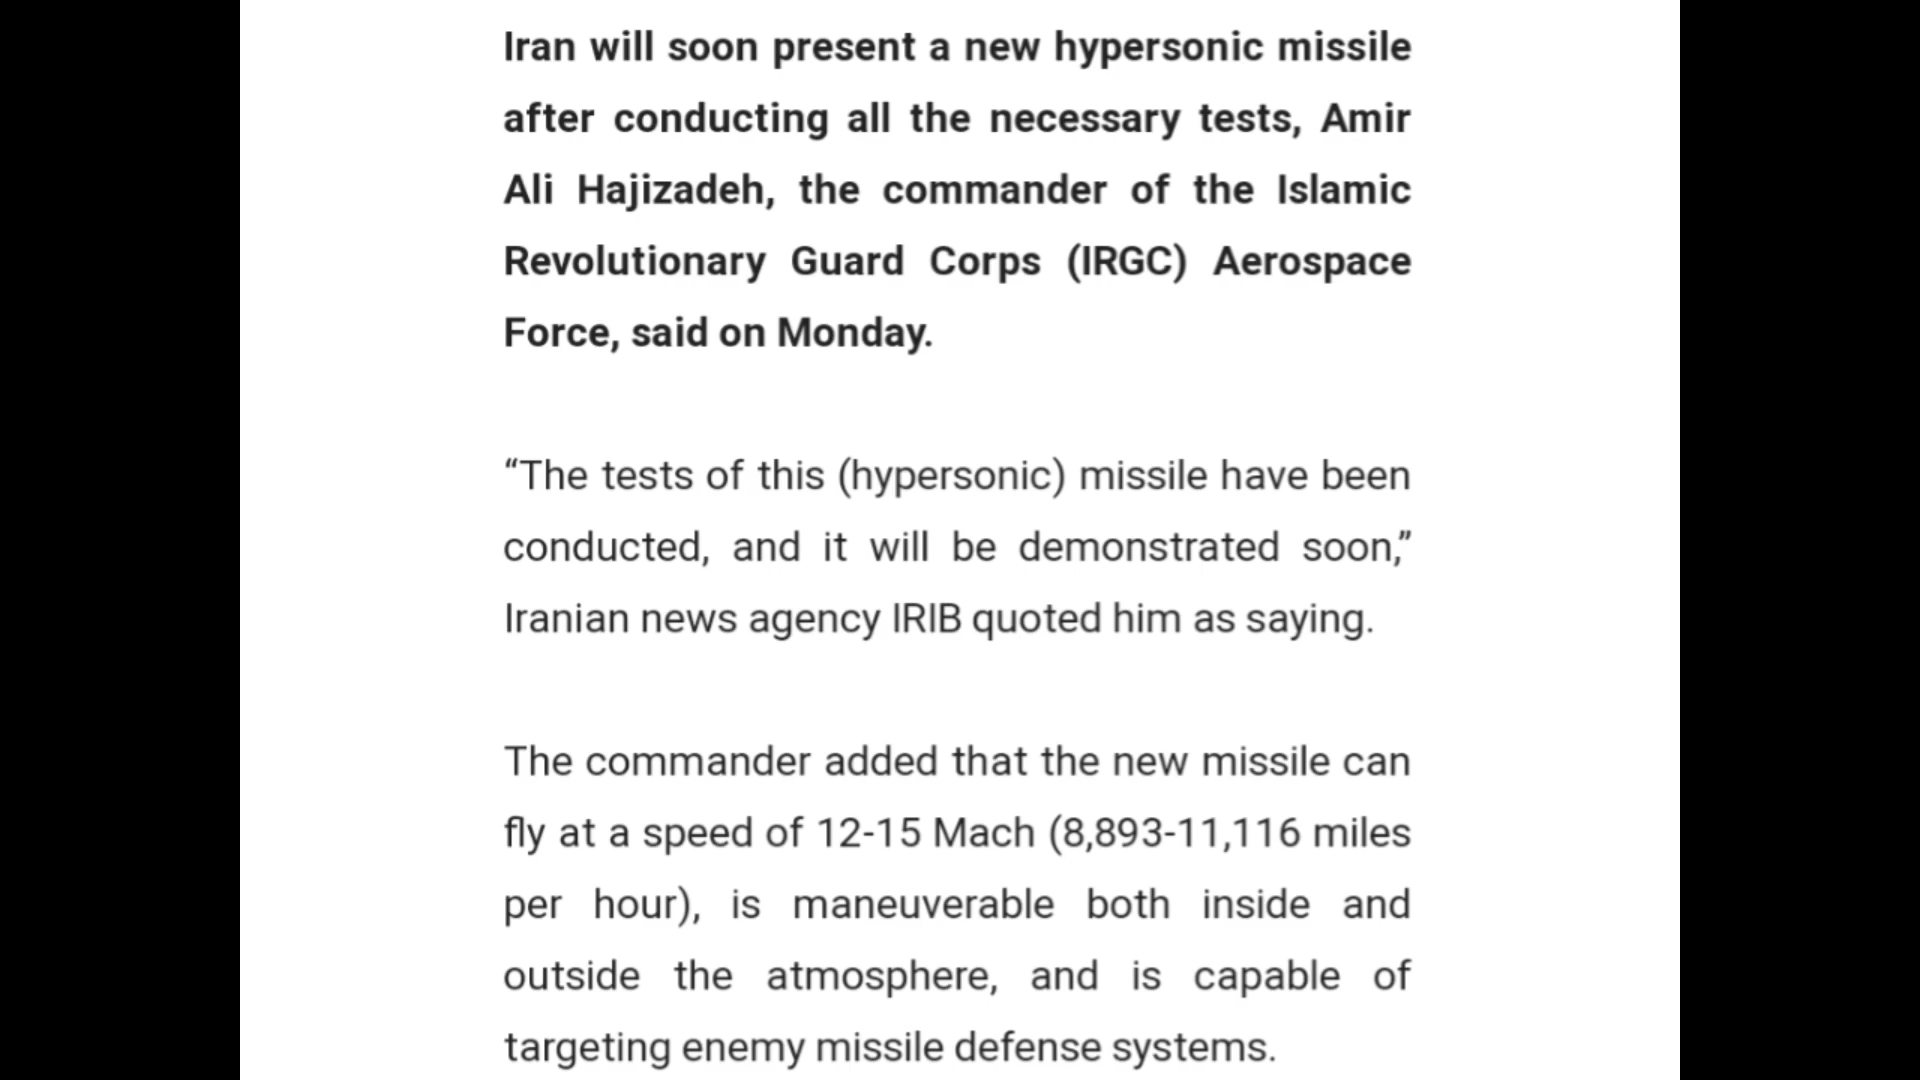 Iran will soon present a new hypersonic missile
after conducting all the necessary tests, Amir
Ali Hajizadeh, the commander of the Islamic
Revolutionary Guard Corps (IRGC) Aerospace
Force, said on Monday.
“The tests of this (hypersonic) missile have been
conducted, and it will be demonstrated soon,”
Iranian news agency IRIB quoted him as saying.
The commander added that the new missile can
fly at a speed of 12-15 Mach (8,893-11,116 miles
per hour), is maneuverable both inside and
outside the atmosphere, and is capable of
targeting enemy missile defense systems.